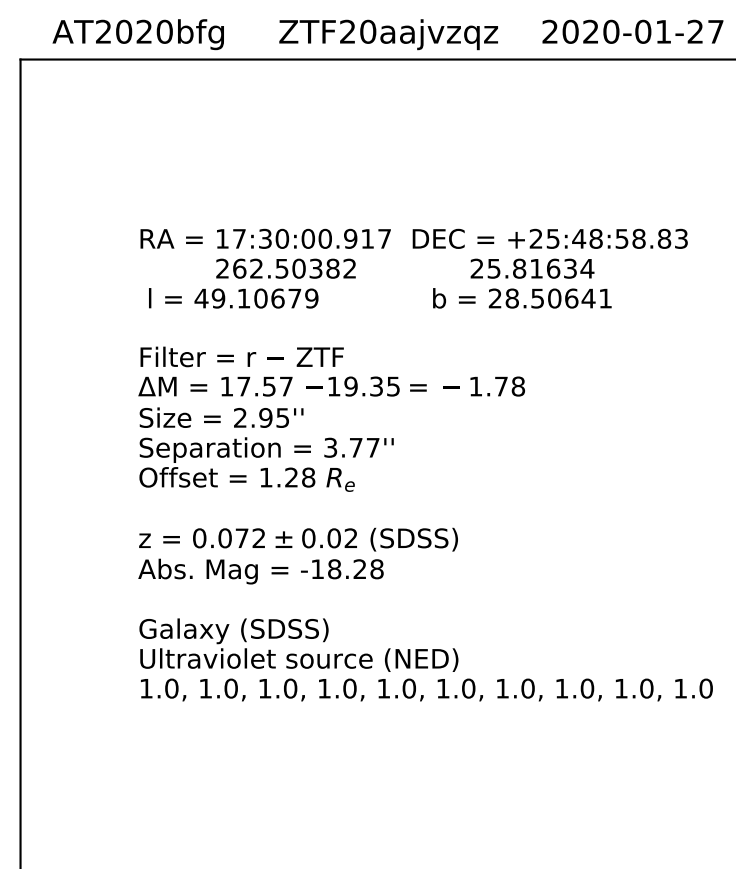 AT2020bfg ZTF20aajvzqz 2020-01-27
RA = 17:30:00.917 DEC = +25:48:58.83
262.50382 25.81634
l = 49.10679 b = 28.50641
Filter = r − ZTF
ΔM = 17.57 −19.35 = − 1.78
Size = 2.95''
Separation = 3.77''
Offset = 1.28 Rₑ
z = 0.072 ± 0.02 (SDSS)
Abs. Mag = -18.28
Galaxy (SDSS)
Ultraviolet source (NED)
1.0, 1.0, 1.0, 1.0, 1.0, 1.0, 1.0, 1.0, 1.0, 1.0